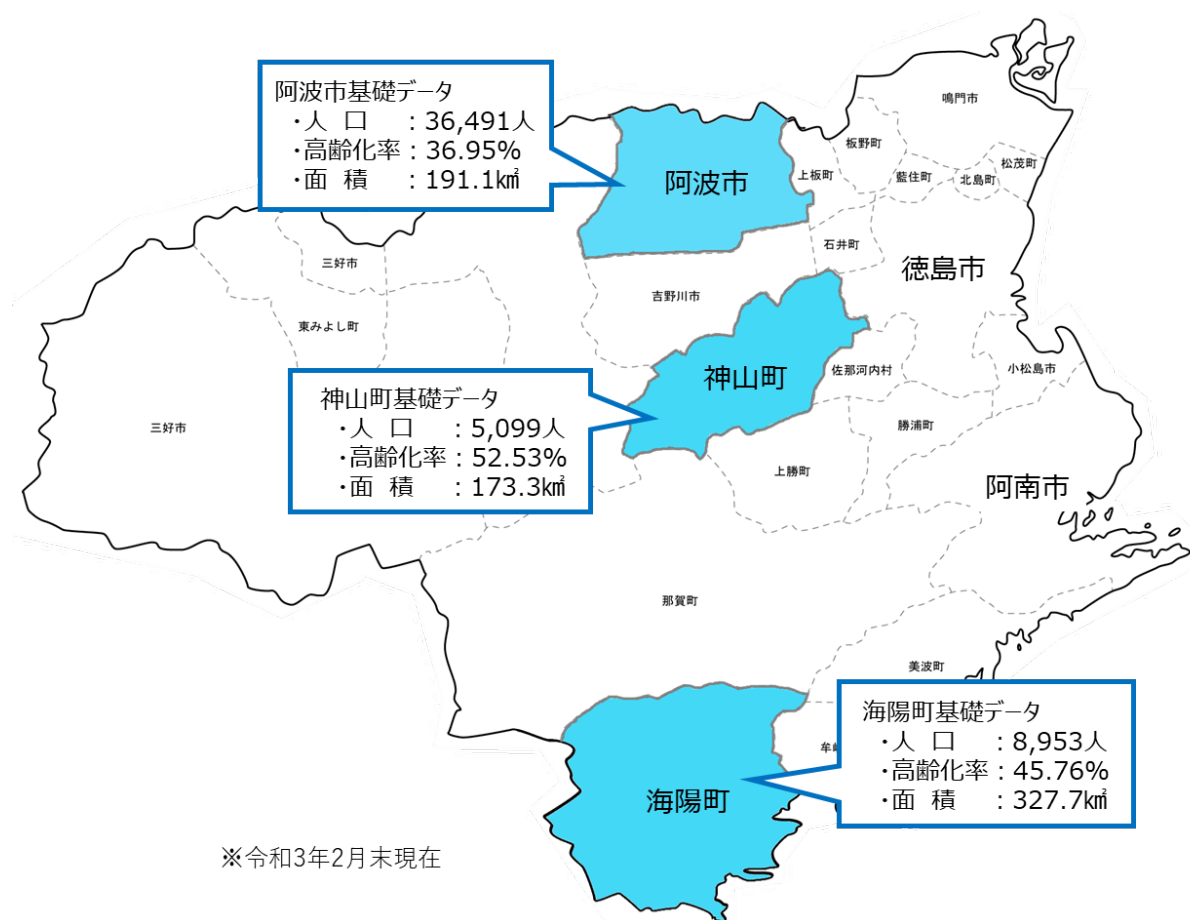 阿波市基礎データ
・人 口 ：36,491人
・高齢化率：36.95%
・面 積 ：191.1㎢
鳴門市
板野町
松茂町
上板町
藍住町
北島町
阿波市
石井町
徳島市
三好市
吉野川市
東みよし町
佐那河内村
小松島市
神山町
神山町基礎データ
・人 口 ：5,099人
・高齢化率：52.53%
・面 積 ：173.3㎢
三好市
勝浦町
上勝町
阿南市
那賀町
美波町
海陽町基礎データ
・人 口 ：8,953人
・高齢化率：45.76%
・面 積 ：327.7㎢
牟
海陽町
※令和3年2月末現在